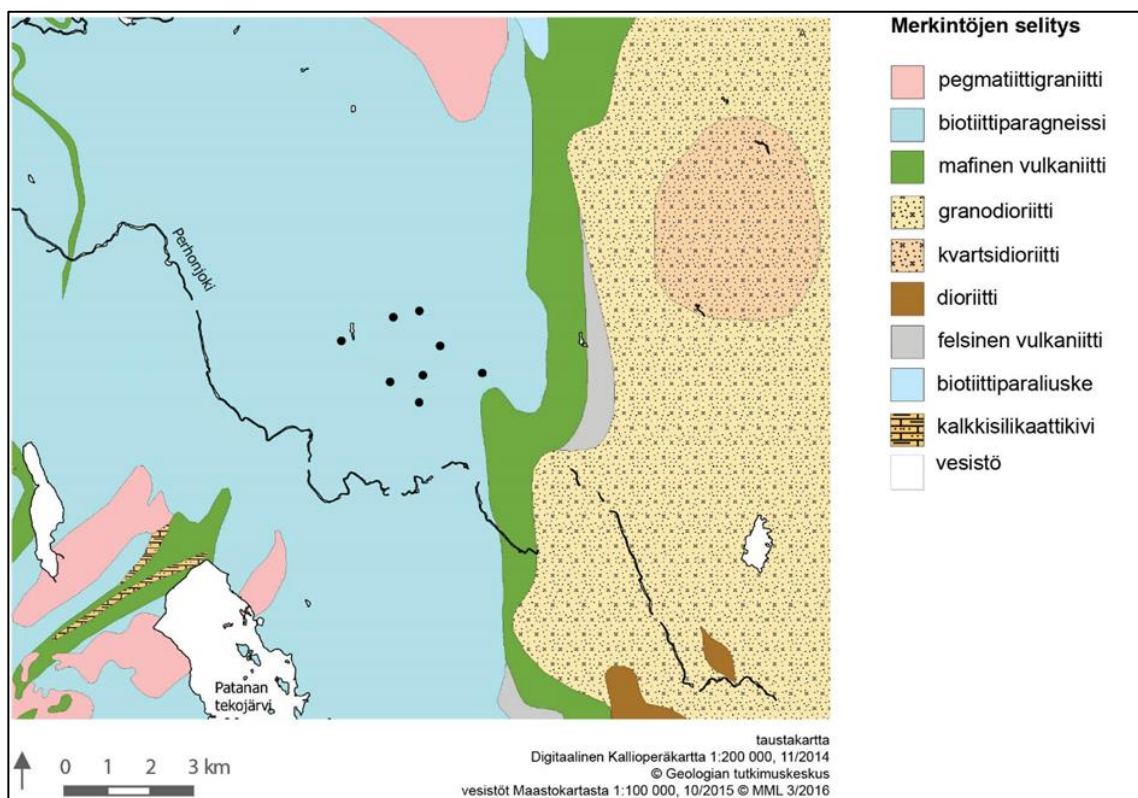 Merkintöjen selitys
pegmatiittigraniitti
biotiittiparagneissi
mafinen vulkaniitti
granodioriitti
kvartsidioriitti
dioriitti
felsinen vulkaniitti
biotiittiparaliuske
kalkkisilikaattikivi
vesistö
Perhonjoki
Patanan
tekojärvi
0 1 2 3 km
taustakartta
Digitaalinen Kallioperäkartta 1:200 000, 11/2014
© Geologian tutkimuskeskus
vesistöt Maastokartasta 1:100 000, 10/2015 © MML 3/2016